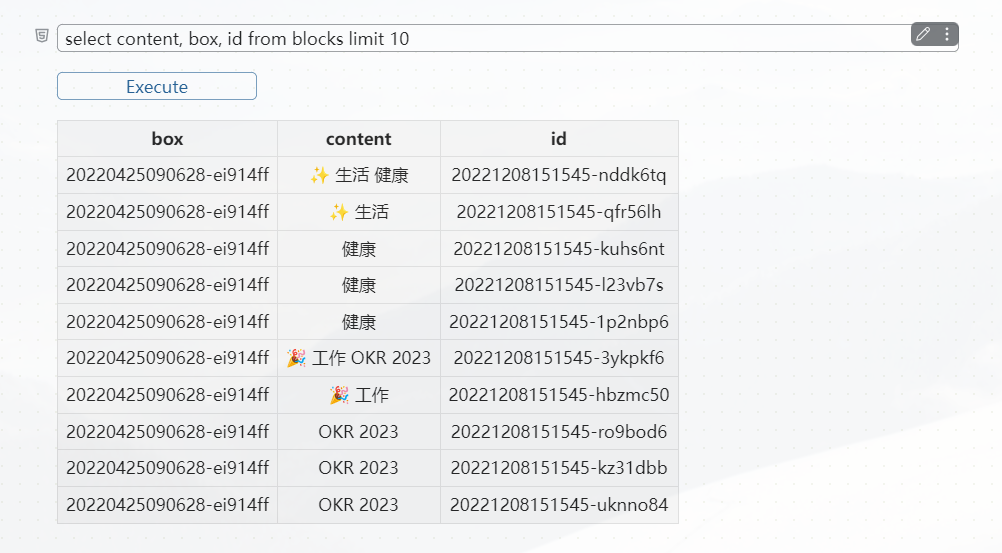 select content, box, id from blocks limit 10
Execute
box content id
20220425090628-ei914ff ✨ 生活 健康 20221208151545-nddk6tq
20220425090628-ei914ff ✨ 生活 20221208151545-qfr56lh
20220425090628-ei914ff 健康 20221208151545-kuhs6nt
20220425090628-ei914ff 健康 20221208151545-l23vb7s
20220425090628-ei914ff 健康 20221208151545-1p2nbp6
20220425090628-ei914ff 🎉 工作 OKR 2023 20221208151545-3ykpkf6
20220425090628-ei914ff 🎉 工作 20221208151545-hbzmc50
20220425090628-ei914ff OKR 2023 20221208151545-ro9bod6
20220425090628-ei914ff OKR 2023 20221208151545-kz31dbb
20220425090628-ei914ff OKR 2023 20221208151545-uknno84